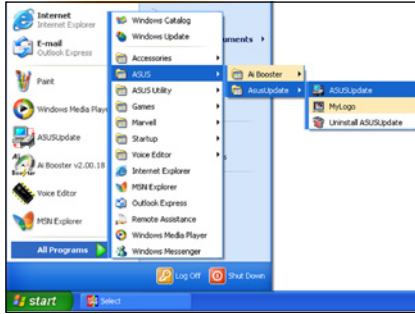 Internet
Internet Explorer
E-mail
Outlook Express
Paint
Windows Media Play
ASUSUpdate
Ai Booster v2.00.18
Voice Editor
MSN Explorer
All Programs
Windows Catalog
Windows Update
Accessories
ASUS
ASUS Utility
Games
Marvell
Startup
Voice Editor
Internet Explorer
MSN Explorer
Outlook Express
Remote Assistance
Windows Media Player
Windows Messenger
uments
s
Ai Booster
AsusUpdate
ASUSUpdate
MyLogo
Uninstall ASUSUpdate
Log Off
Shut Down
start
Select